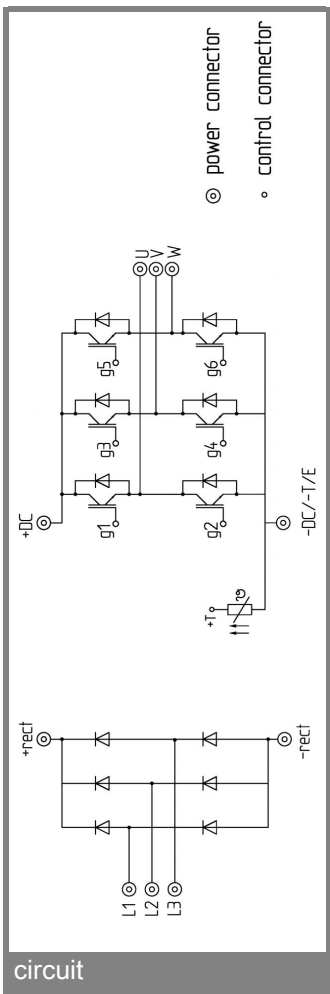 power connector
control connector
U
V
W
g5
g6
g3
g4
+DC
g1
g2
-DC/-T/E
+T
ϑ
+rect
-rect
L1
L2
L3
circuit